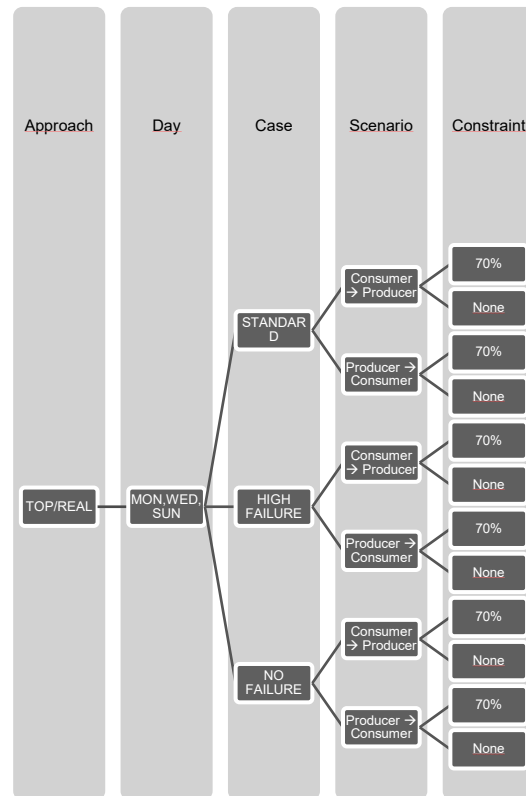 Approach
Day
Case
Scenario
Constraint
TOP/REAL
MON,WED,
SUN
STANDAR
D
Consumer
→ Producer
70%
None
Producer →
Consumer
70%
None
HIGH
FAILURE
Consumer
→ Producer
70%
None
Producer →
Consumer
70%
None
NO
FAILURE
Consumer
→ Producer
70%
None
Producer →
Consumer
70%
None